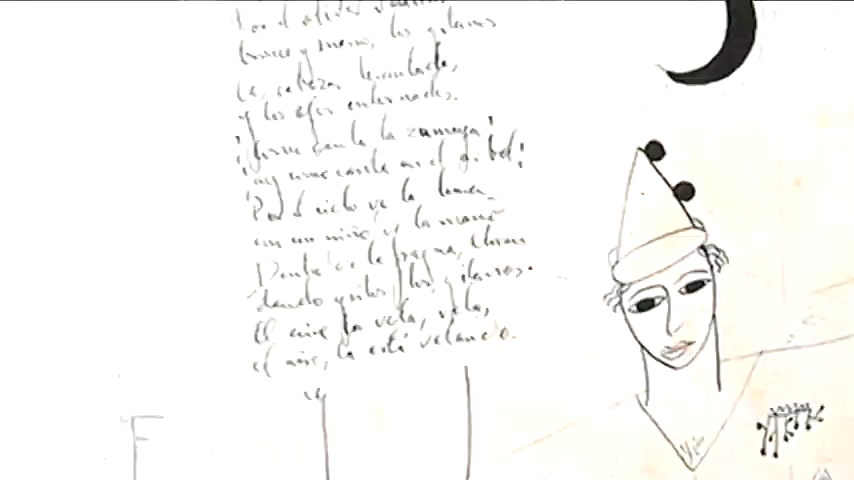 Por el olivar venían
bronce y sueño, los gitanos
las cabezas levantadas,
y los ojos entornados.
¡Cómo canta la zumaya!
¡ay como canta en el árbol!
Por el cielo va la luna
con un niño de la mano
Dentro de la fragua, lloran
dando gritos los gitanos.
El aire la vela, vela,
el aire, la está velando.
F